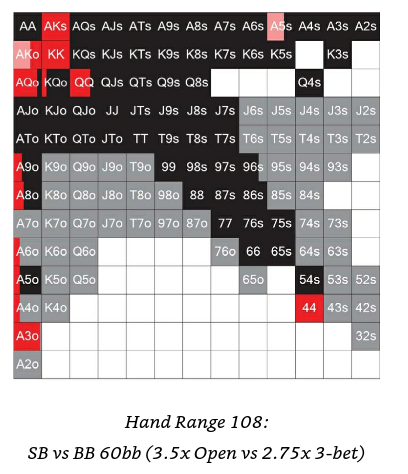 AA AKs AQs AJs KTs A9s A8s A7s A6s A5s A4s A3s A2s
AKo KK KQs KJs KTs K9s K8s K7s K6s K5s K3s
AQo KQo QQ QJs QTs Q9s Q8s Q4s
AJo KJo QJo JJ JTs J9s J8s J7s J6s J5s J4s J3s J2s
ATo KTo QTo JTo TT T9s T8s T7s T6s T5s T4s T3s T2s
A9o K9o Q9o J9o T9o 99 98s 97s 96s 95s 94s 93s
A8o K8o Q8o J8o T8o 98o 88 87s 86s 85s 84s
A7o K7o Q7o J7o T7o 97o 87o 77 76s 75s 74s 73s
A6o K6o Q6o 76o 66 65s 64s 63s
A5o K5o Q5o 65o 54s 53s 52s
A4o K4o 44 43s 42s
A3o 32s
A2o
Hand Range 108:
SB vs BB 60bb (3.5x Open vs 2.75x 3-bet)